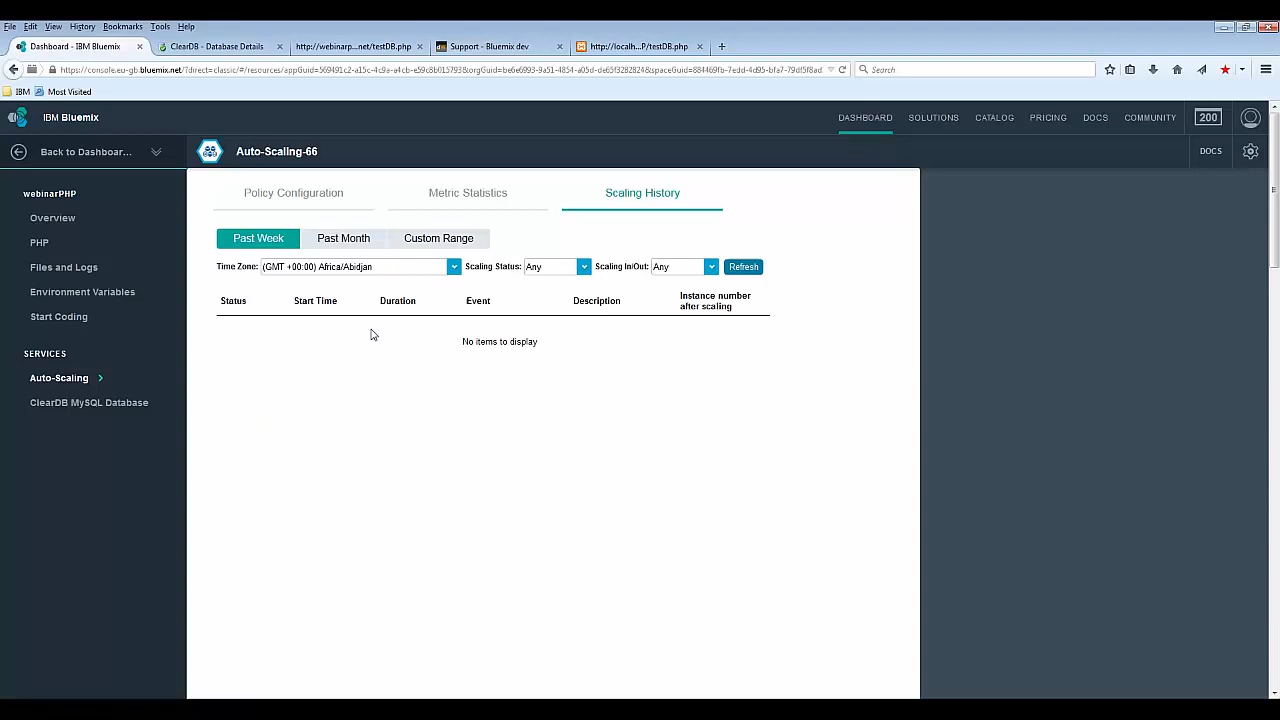 File Edit View History Bookmarks Tools Help
Dashboard - IBM Bluemix
ClearDB - Database Details
http://webinarp...net/testDB.php
Support - Bluemix dev
http://localh...P/testDB.php
Search
IBM Most Visited
IBM Bluemix
DASHBOARD SOLUTIONS CATALOG PRICING DOCS COMMUNITY 200
Back to Dashboar...
Auto-Scaling-66
DOCS
webinarPHP
Overview
PHP
Files and Logs
Environment Variables
Start Coding
SERVICES
Auto-Scaling
ClearDB MySQL Database
Policy Configuration Metric Statistics Scaling History
Past Week Past Month Custom Range
Time Zone: (GMT +00:00) Africa/Abidjan Scaling Status: Any Scaling In/Out: Any Refresh
Status Start Time Duration Event Description Instance number after scaling
No items to display